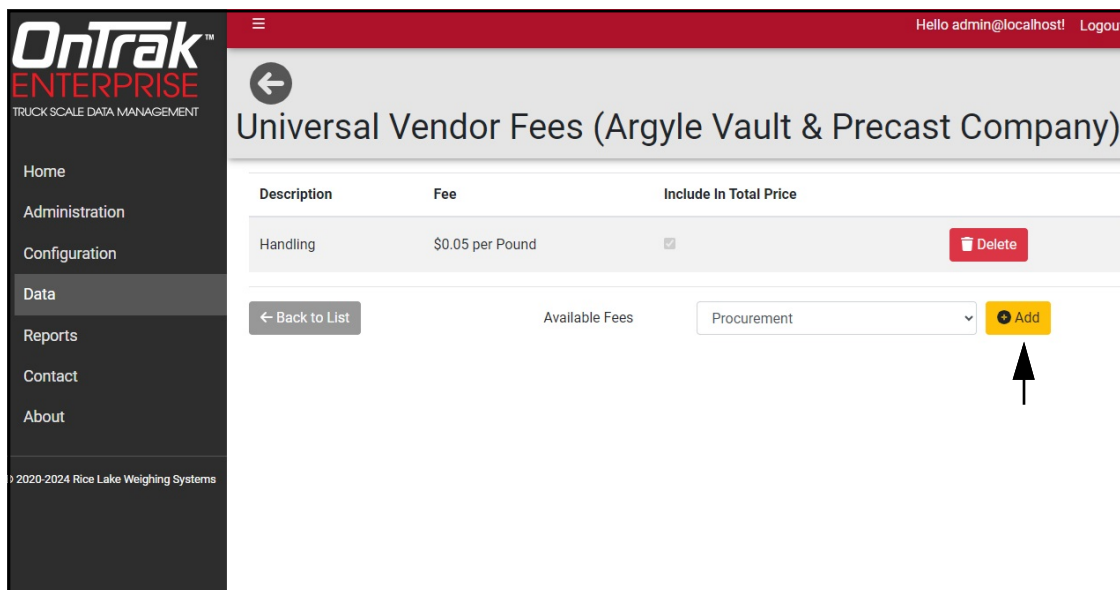 OnTrak™
ENTERPRISE
TRUCK SCALE DATA MANAGEMENT
Hello admin@localhost! Logou
Universal Vendor Fees (Argyle Vault & Precast Company)
Home
Administration
Configuration
Data
Reports
Contact
About
© 2020-2024 Rice Lake Weighing Systems
Description Fee Include In Total Price
Handling $0.05 per Pound Delete
← Back to List Available Fees Procurement Add